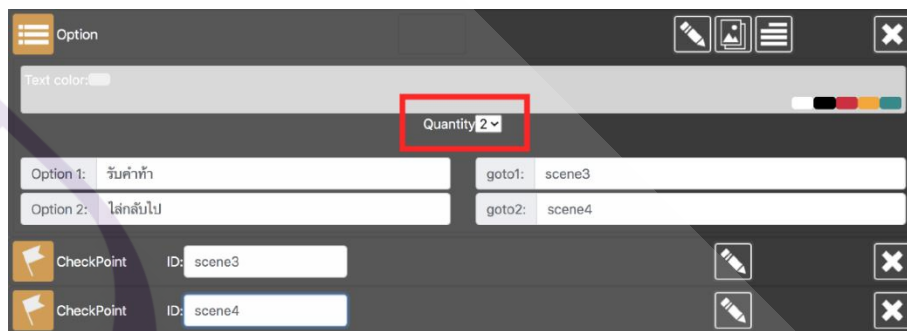 Option
Text color:
Quantity 2
Option 1: รับคำท้า goto1: scene3
Option 2: ไล่กลับไป goto2: scene4
CheckPoint ID: scene3
CheckPoint ID: scene4